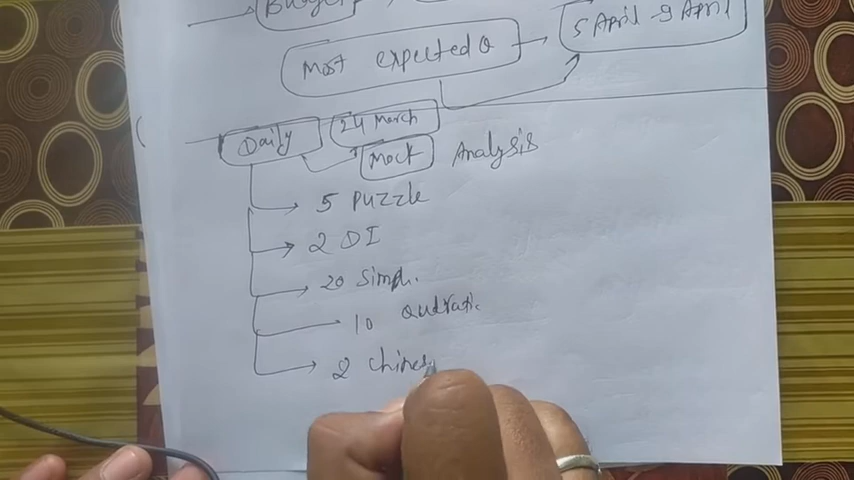 Most expected Q
5 April - 9 April
Daily
24 March
Mock Analysis
5 Puzzle
2 DI
20 Simpl.
10 Qudratic
2 Chines